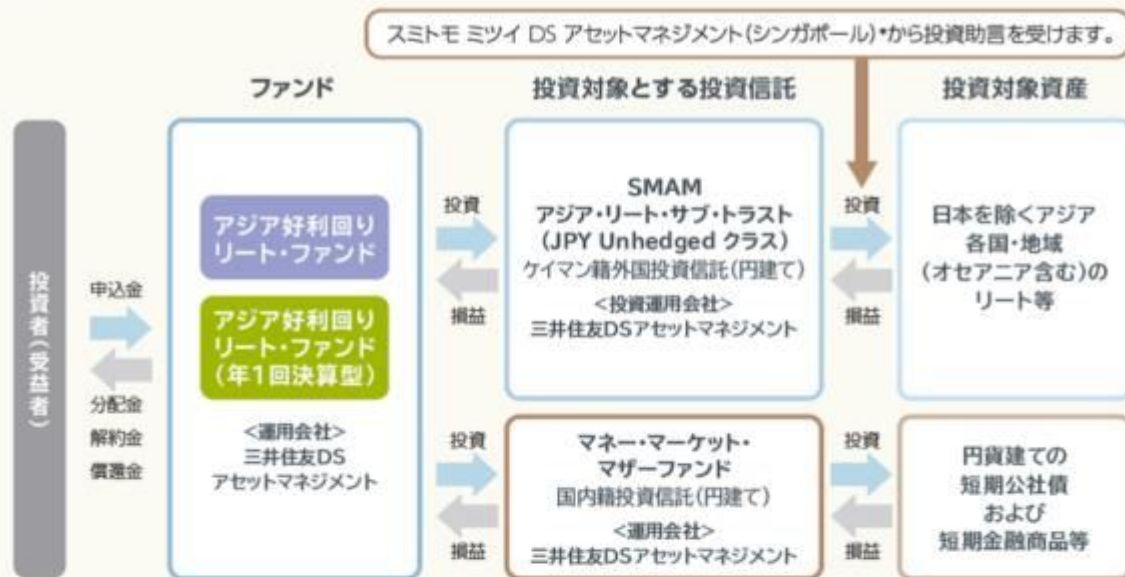 スミトモ ミツイ DS アセットマネジメント(シンガポール)*から投資助言を受けます。
ファンド
投資対象とする投資信託
投資対象資産
投資者(受益者)
申込金
分配金
解約金
償還金
アジア好利回り
リート・ファンド
アジア好利回り
リート・ファンド
(年1回決算型)
<運用会社>
三井住友DS
アセットマネジメント
投資
損益
SMAM
アジア・リート・サブ・トラスト
(JPY Unhedged クラス)
ケイマン籍外国投資信託(円建て)
<投資運用会社>
三井住友DSアセットマネジメント
投資
損益
日本を除くアジア
各国・地域
(オセアニア含む)の
リート等
投資
損益
マネー・マーケット・
マザーファンド
国内籍投資信託(円建て)
<運用会社>
三井住友DSアセットマネジメント
投資
損益
円貨建ての
短期公社債
および
短期金融商品等